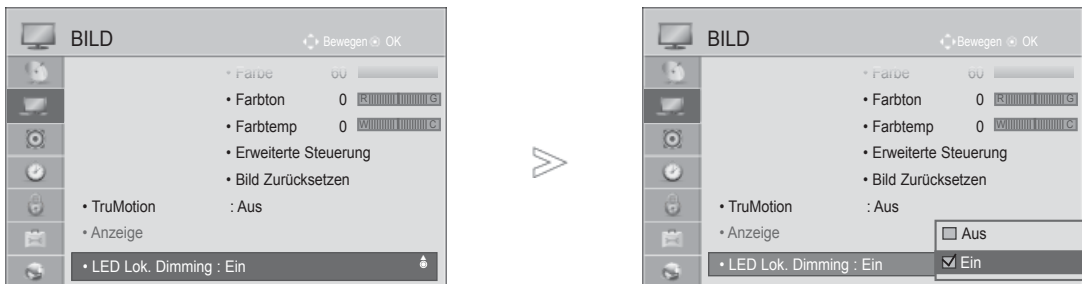 BILD
Bewegen OK
• Farbe 60
• Farbton 0 R G
• Farbtemp 0 W C
• Erweiterte Steuerung
• Bild Zurücksetzen
• TruMotion : Aus
• Anzeige
• LED Lok. Dimming : Ein
BILD
Bewegen OK
• Farbe 60
• Farbton 0 R G
• Farbtemp 0 W C
• Erweiterte Steuerung
• Bild Zurücksetzen
• TruMotion : Aus
• Anzeige
Aus
• LED Lok. Dimming : Ein
Ein